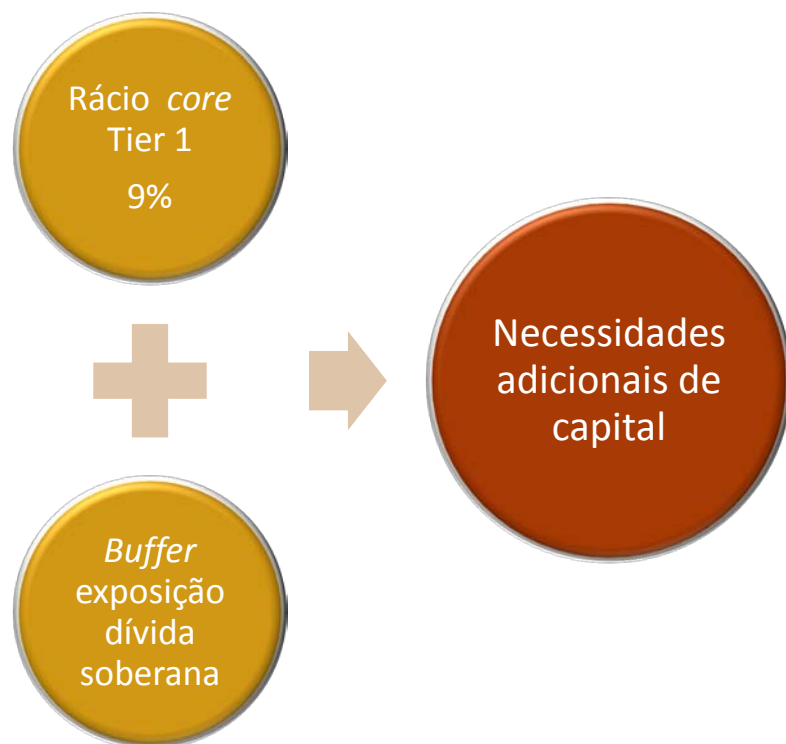 Rácio core
Tier 1
9%
Necessidades
adicionais de
capital
Buffer
exposição
dívida
soberana